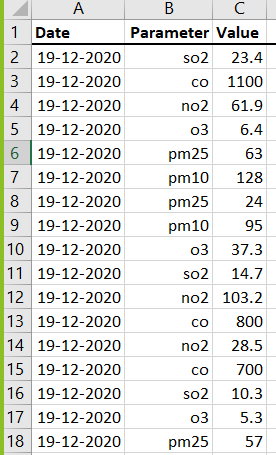 A B C
1 Date Parameter Value
2 19-12-2020 so2 23.4
3 19-12-2020 co 1100
4 19-12-2020 no2 61.9
5 19-12-2020 o3 6.4
6 19-12-2020 pm25 63
7 19-12-2020 pm10 128
8 19-12-2020 pm25 24
9 19-12-2020 pm10 95
10 19-12-2020 o3 37.3
11 19-12-2020 so2 14.7
12 19-12-2020 no2 103.2
13 19-12-2020 co 800
14 19-12-2020 no2 28.5
15 19-12-2020 co 700
16 19-12-2020 so2 10.3
17 19-12-2020 o3 5.3
18 19-12-2020 pm25 57